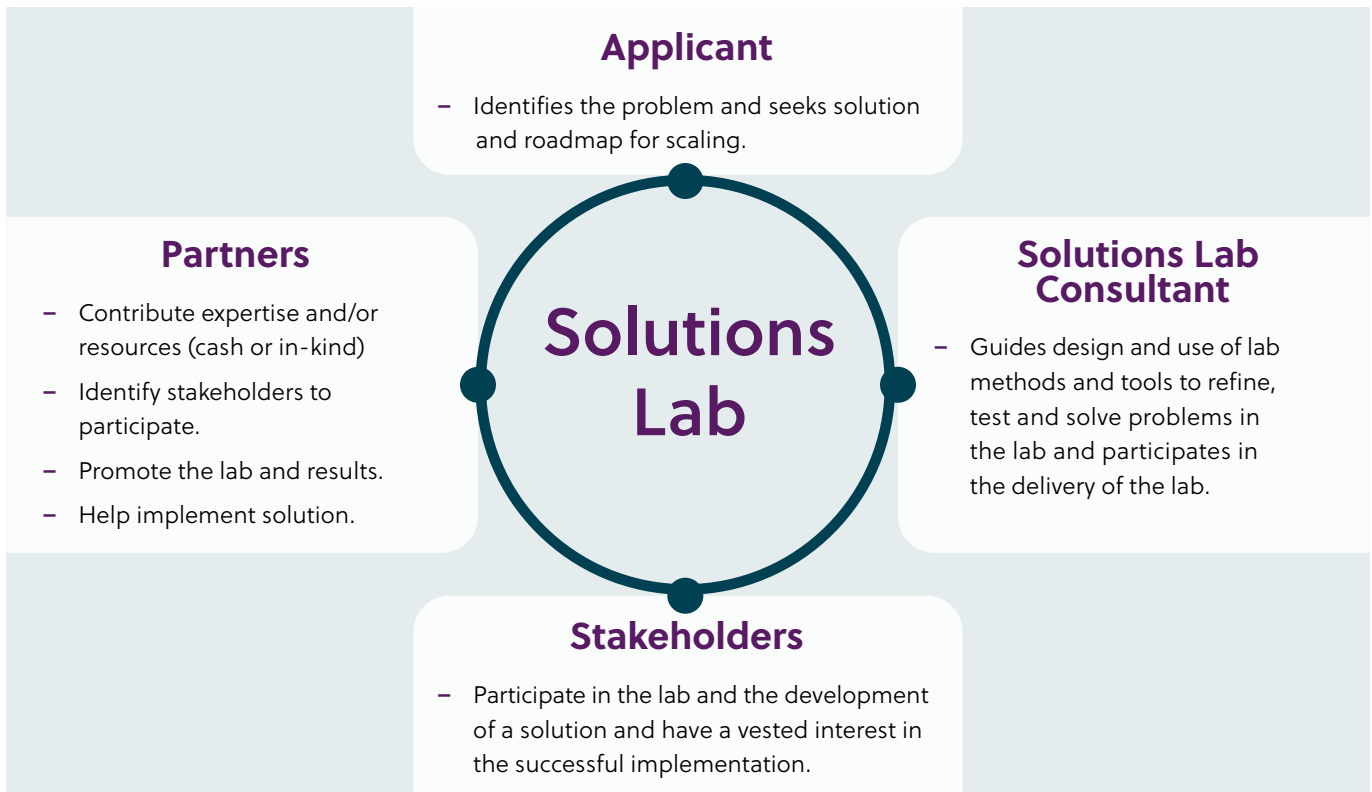 Applicant
– Identifies the problem and seeks solution
and roadmap for scaling.
Partners
– Contribute expertise and/or
resources (cash or in-kind)
– Identify stakeholders to
participate.
– Promote the lab and results.
– Help implement solution.
Solutions
Lab
Solutions Lab
Consultant
– Guides design and use of lab
methods and tools to refine,
test and solve problems in
the lab and participates in
the delivery of the lab.
Stakeholders
– Participate in the lab and the development
of a solution and have a vested interest in
the successful implementation.